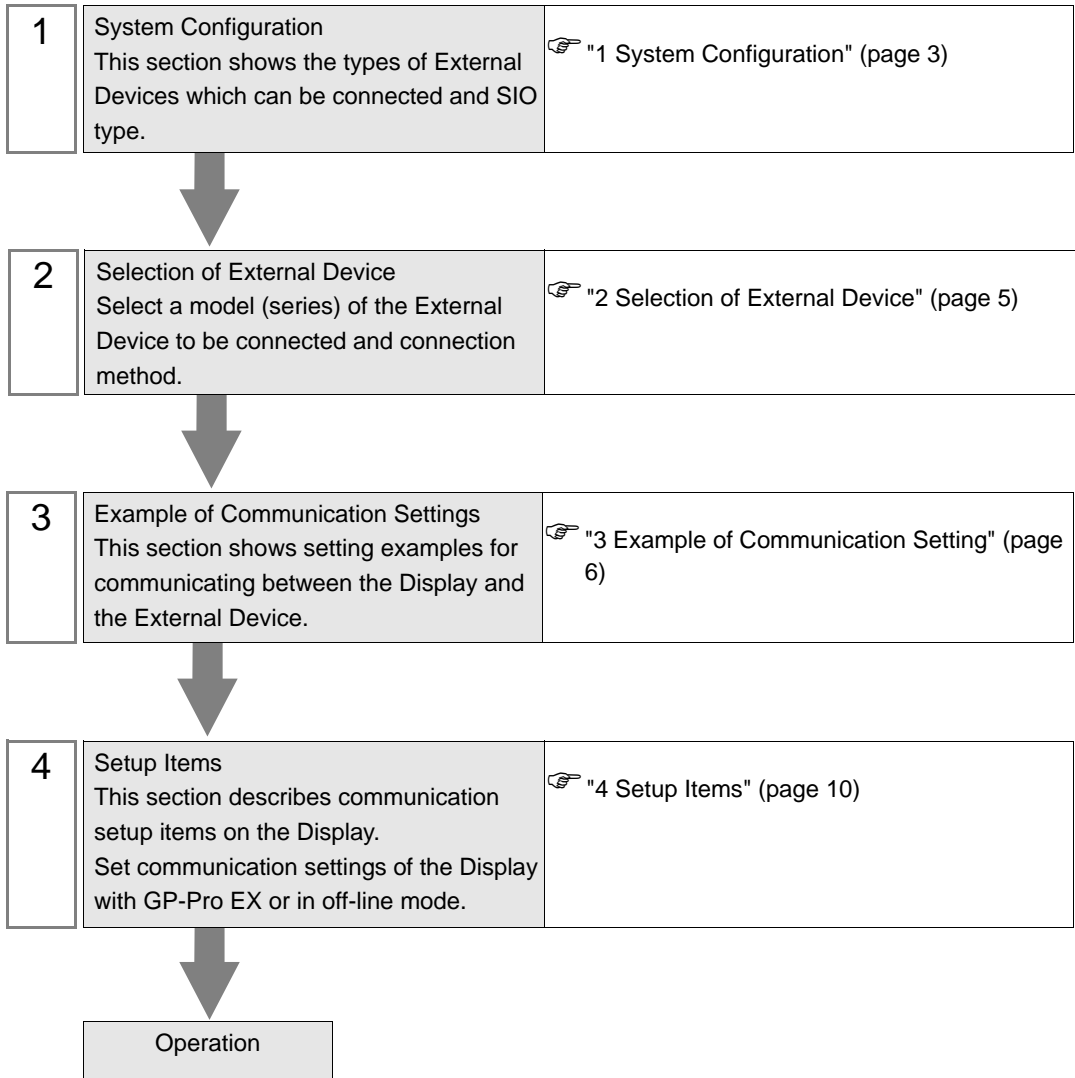 1
System Configuration
This section shows the types of External
Devices which can be connected and SIO
type.
"1 System Configuration" (page 3)
2
Selection of External Device
Select a model (series) of the External
Device to be connected and connection
method.
"2 Selection of External Device" (page 5)
3
Example of Communication Settings
This section shows setting examples for
communicating between the Display and
the External Device.
"3 Example of Communication Setting" (page
6)
4
Setup Items
This section describes communication
setup items on the Display.
Set communication settings of the Display
with GP-Pro EX or in off-line mode.
"4 Setup Items" (page 10)
Operation